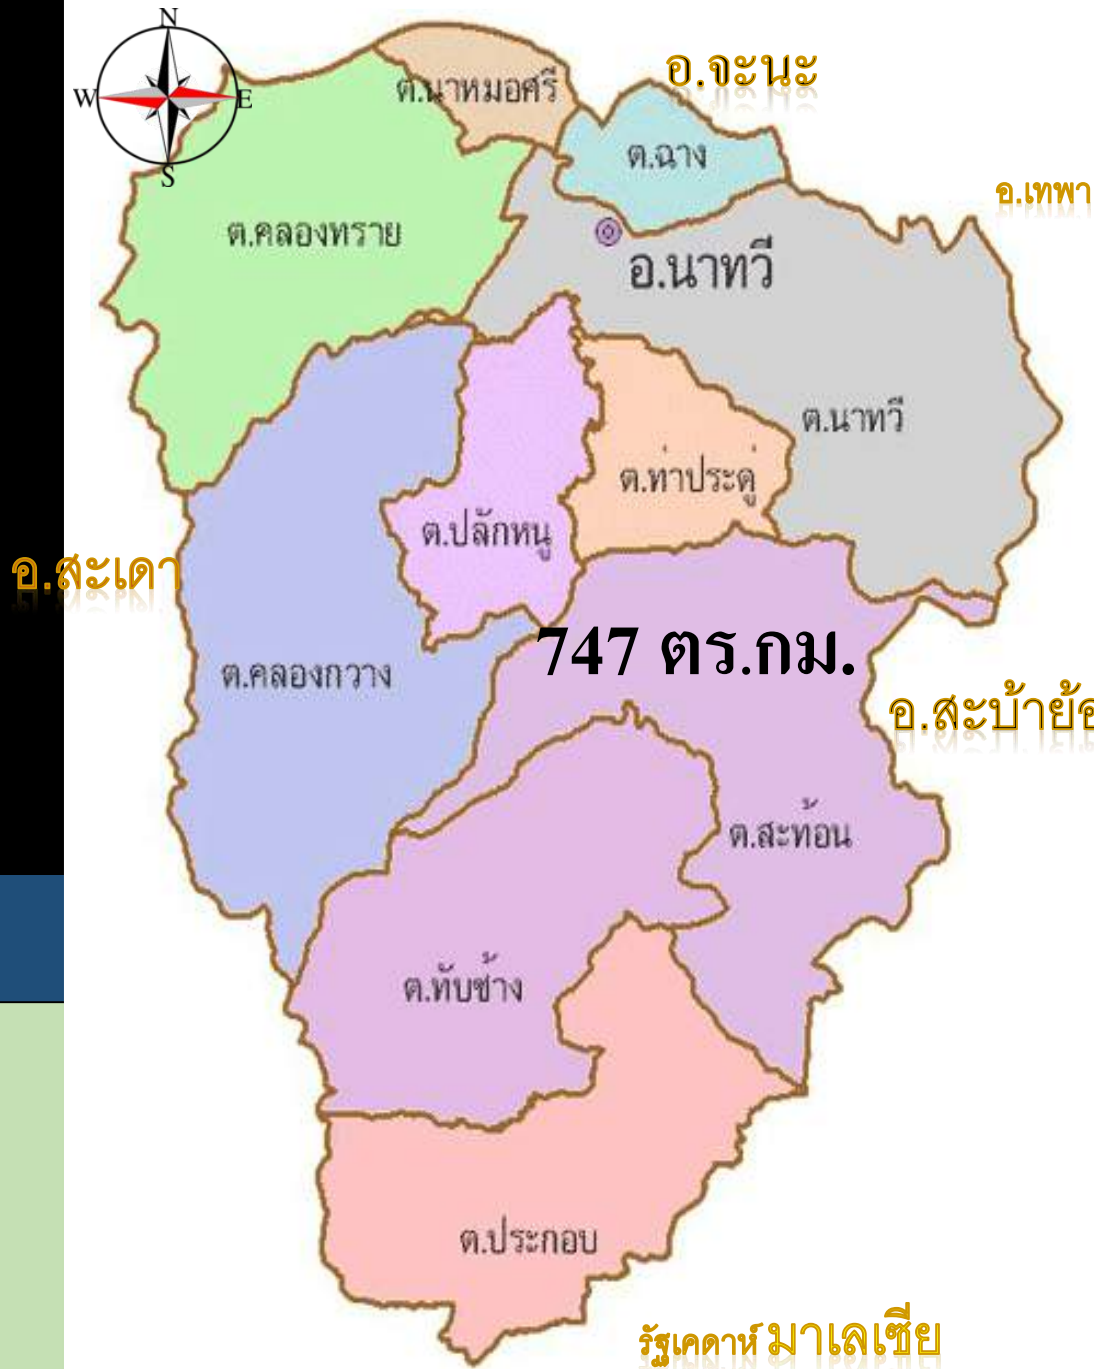 N
W E
S
อ.จะนะ
ต.นาหมอศรี
ต.ฉาง
อ.เทพา
ต.คลองทราย
อ.นาทวี
ต.นาทวี
ต.ท่าประดู่
ต.ปลักหนู
อ.สะเดา
747 ตร.กม.
ต.คลองกวาง
อ.สะบ้าย้อ
ต.สะท้อน
ต.ทับช้าง
ต.ประกอบ
รัฐเคดาห์ มาเลเซีย